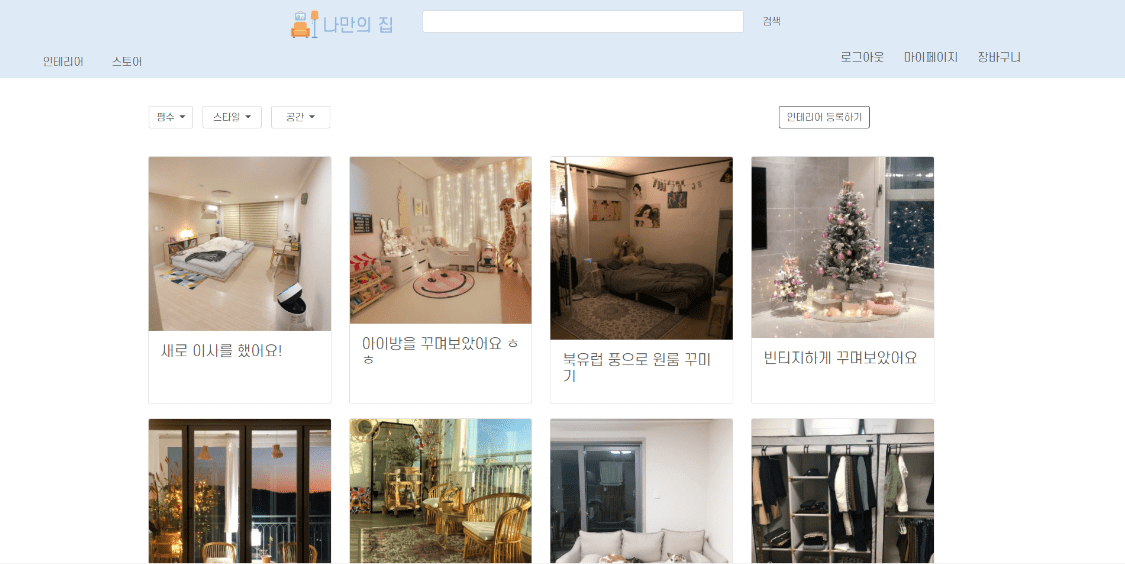 나만의 집
검색
인테리어 스토어
로그아웃 마이페이지 장바구니
평수 스타일 공간
인테리어 등록하기
새로 이사를 했어요!
아이방을 꾸며보았어요 ㅎ
ㅎ
북유럽 풍으로 원룸 꾸미
기
빈티지하게 꾸며보았어요